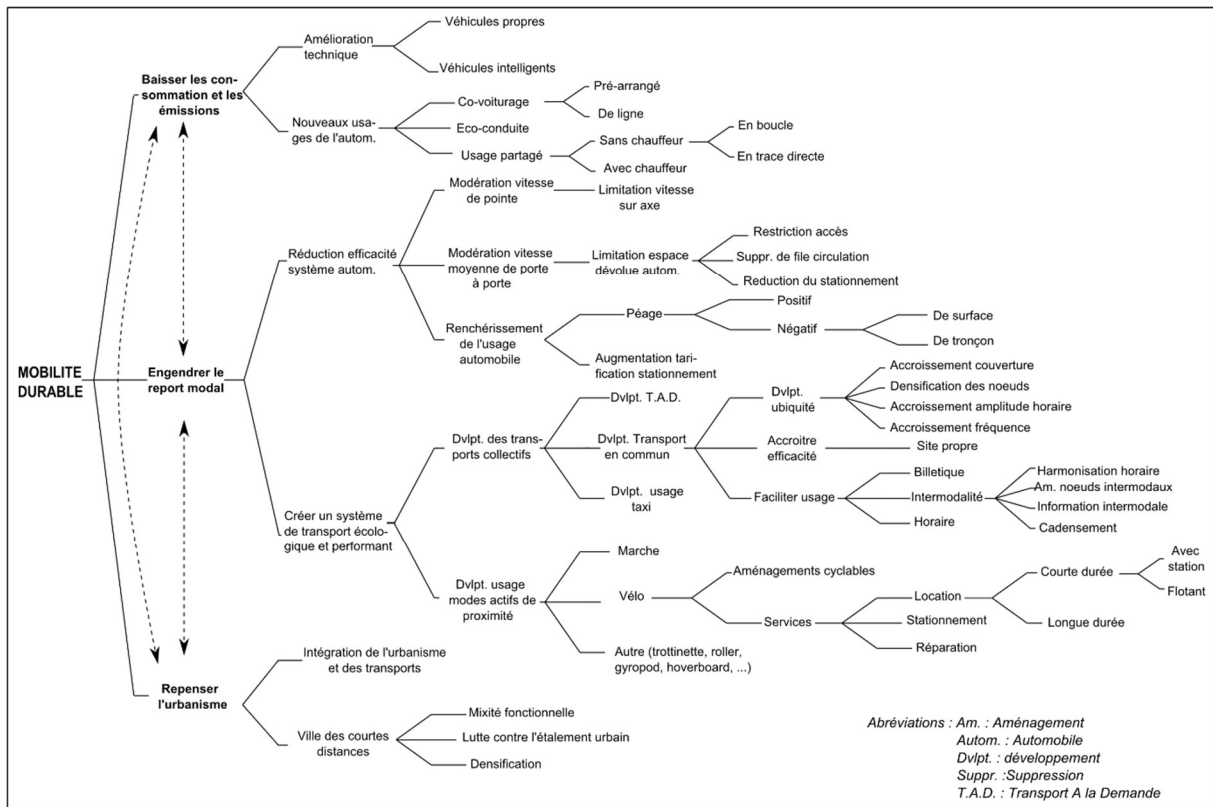 Véhicules propres
Amélioration
technique
Véhicules intelligents
Baisser les con-
sommation et les
émissions
Pré-arrangé
Co-voiturage
De ligne
Nouveaux usa-
ges de l'autom.
Eco-conduite
En boucle
Sans chauffeur
Usage partagé
En trace directe
Avec chauffeur
Modération vitesse
de pointe
Limitation vitesse
sur axe
Réduction efficacité
système autom.
Modération vitesse
moyenne de porte
à porte
Limitation espace
dévolue autom.
Restriction accès
Suppr. de file circulation
Reduction du stationnement
Renchérissement
de l'usage
automobile
Péage
Positif
Négatif
De surface
De tronçon
Augmentation tari-
fication stationnement
MOBILITE
DURABLE
Engendrer le
report modal
Dvlpt. des trans-
ports collectifs
Dvlpt. T.A.D.
Dvlpt. Transport
en commun
Dvlpt.
ubiquité
Accroissement couverture
Densification des noeuds
Accroissement amplitude horaire
Accroissement fréquence
Accroitre
efficacité
Site propre
Faciliter usage
Billetique
Intermodalité
Harmonisation horaire
Am. noeuds intermodaux
Information intermodale
Cadensement
Horaire
Dvlpt. usage
taxi
Créer un système
de transport écolo-
gique et performant
Dvlpt. usage
modes actifs de
proximité
Marche
Vélo
Aménagements cyclables
Services
Location
Courte durée
Avec
station
Flotant
Longue durée
Stationnement
Réparation
Autre (trottinette, roller,
gyropod, hoverboard, ...)
Repenser
l'urbanisme
Intégration de l'urbanisme
et des transports
Ville des courtes
distances
Mixité fonctionnelle
Lutte contre l'étalement urbain
Densification
Abréviations : Am. : Aménagement
Autom. : Automobile
Dvlpt. : développement
Suppr. :Suppression
T.A.D. : Transport A la Demande